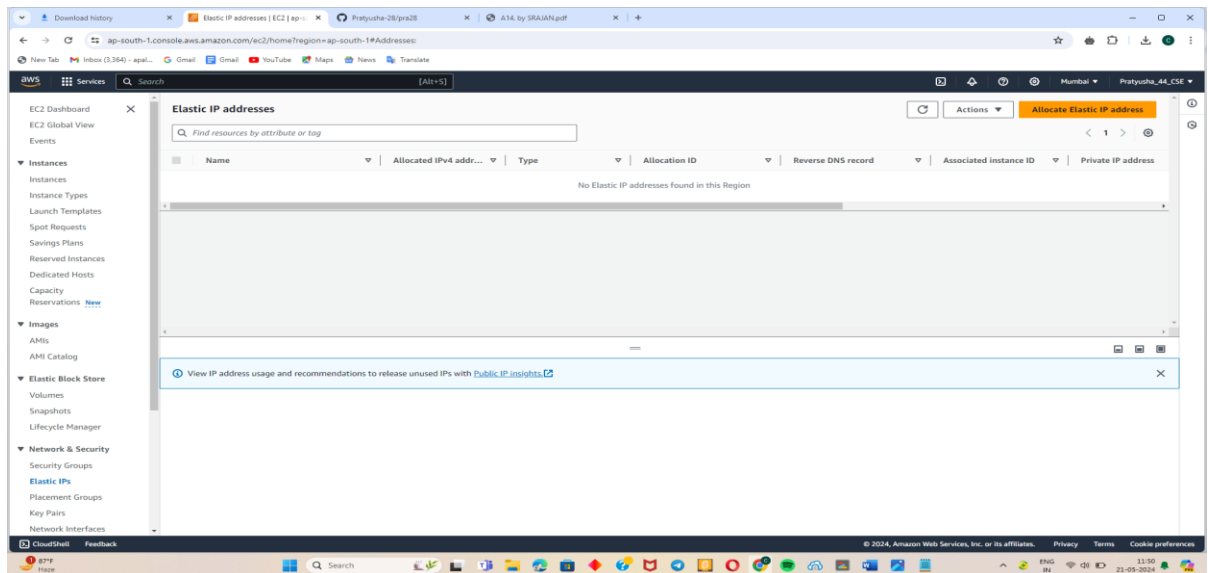 Download history
Elastic IP addresses | EC2 | ap-s
Pratyusha-28/pra28
A14. by SRAJAN.pdf
ap-south-1.console.aws.amazon.com/ec2/home?region=ap-south-1#Addresses:
New Tab
Inbox (3,364) - apal...
Gmail
Gmail
YouTube
Maps
News
Translate
aws
Services
Search
[Alt+S]
Mumbai
Pratyusha_44_CSE
EC2 Dashboard
EC2 Global View
Events
Instances
Instances
Instance Types
Launch Templates
Spot Requests
Savings Plans
Reserved Instances
Dedicated Hosts
Capacity
Reservations New
Images
AMIs
AMI Catalog
Elastic Block Store
Volumes
Snapshots
Lifecycle Manager
Network & Security
Security Groups
Elastic IPs
Placement Groups
Key Pairs
Network Interfaces
Elastic IP addresses
Actions
Allocate Elastic IP address
Find resources by attribute or tag
1
Name
Allocated IPv4 addr...
Type
Allocation ID
Reverse DNS record
Associated instance ID
Private IP address
No Elastic IP addresses found in this Region
View IP address usage and recommendations to release unused IPs with Public IP insights.
CloudShell
Feedback
© 2024, Amazon Web Services, Inc. or its affiliates.
Privacy
Terms
Cookie preferences
1
87°F
Haze
Search
ENG
IN
11:50
21-05-2024